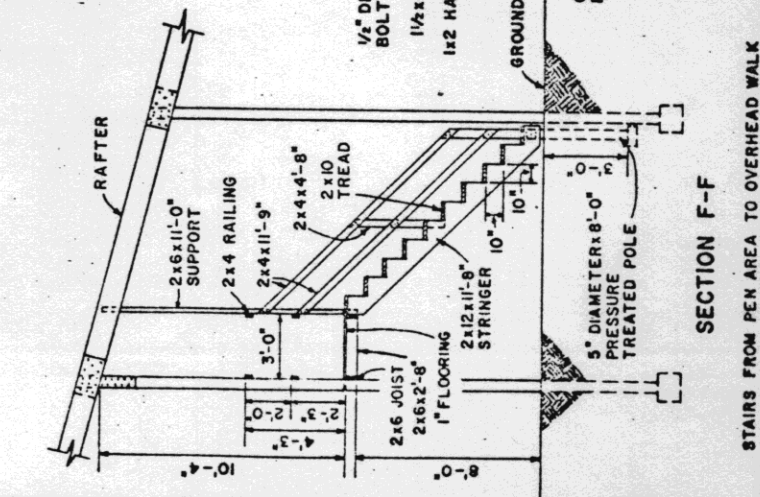 RAFTER
2x6x11'-0"
SUPPORT
2x4 RAILING
2x4x11'-9"
2x4x4'-8"
2x10
TREAD
1/2" DI
BOLT
1 1/2x
1x2 HA
GROUND
3'-0"
10'-4"
4'-3"
2'-0"
2'-3"
8'-0"
2x6 JOIST
2x6x2'-8"
1" FLOORING
2x12x11'-8"
STRINGER
10"
10"
3'-0"
5" DIAMETER x 8'-0"
PRESSURE
TREATED POLE
SECTION F-F
STAIRS FROM PEN AREA TO OVERHEAD WALK